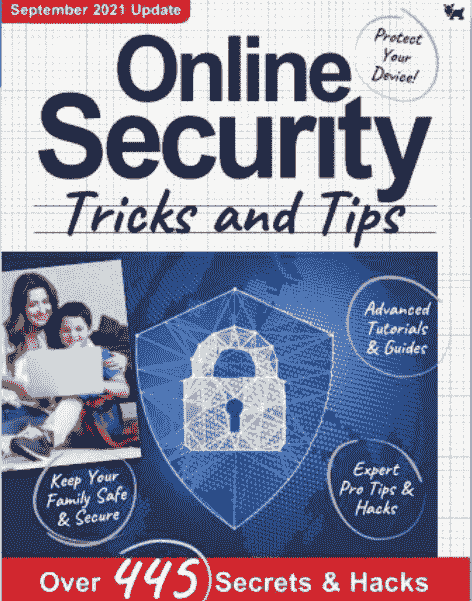 September 2021 Update
Protect
Your
Device!
Online
Security
Tricks and Tips
Advanced
Tutorials
& Guides
Keep Your
Family Safe
& Secure
Expert
Pro Tips &
Hacks
Over 445 Secrets & Hacks